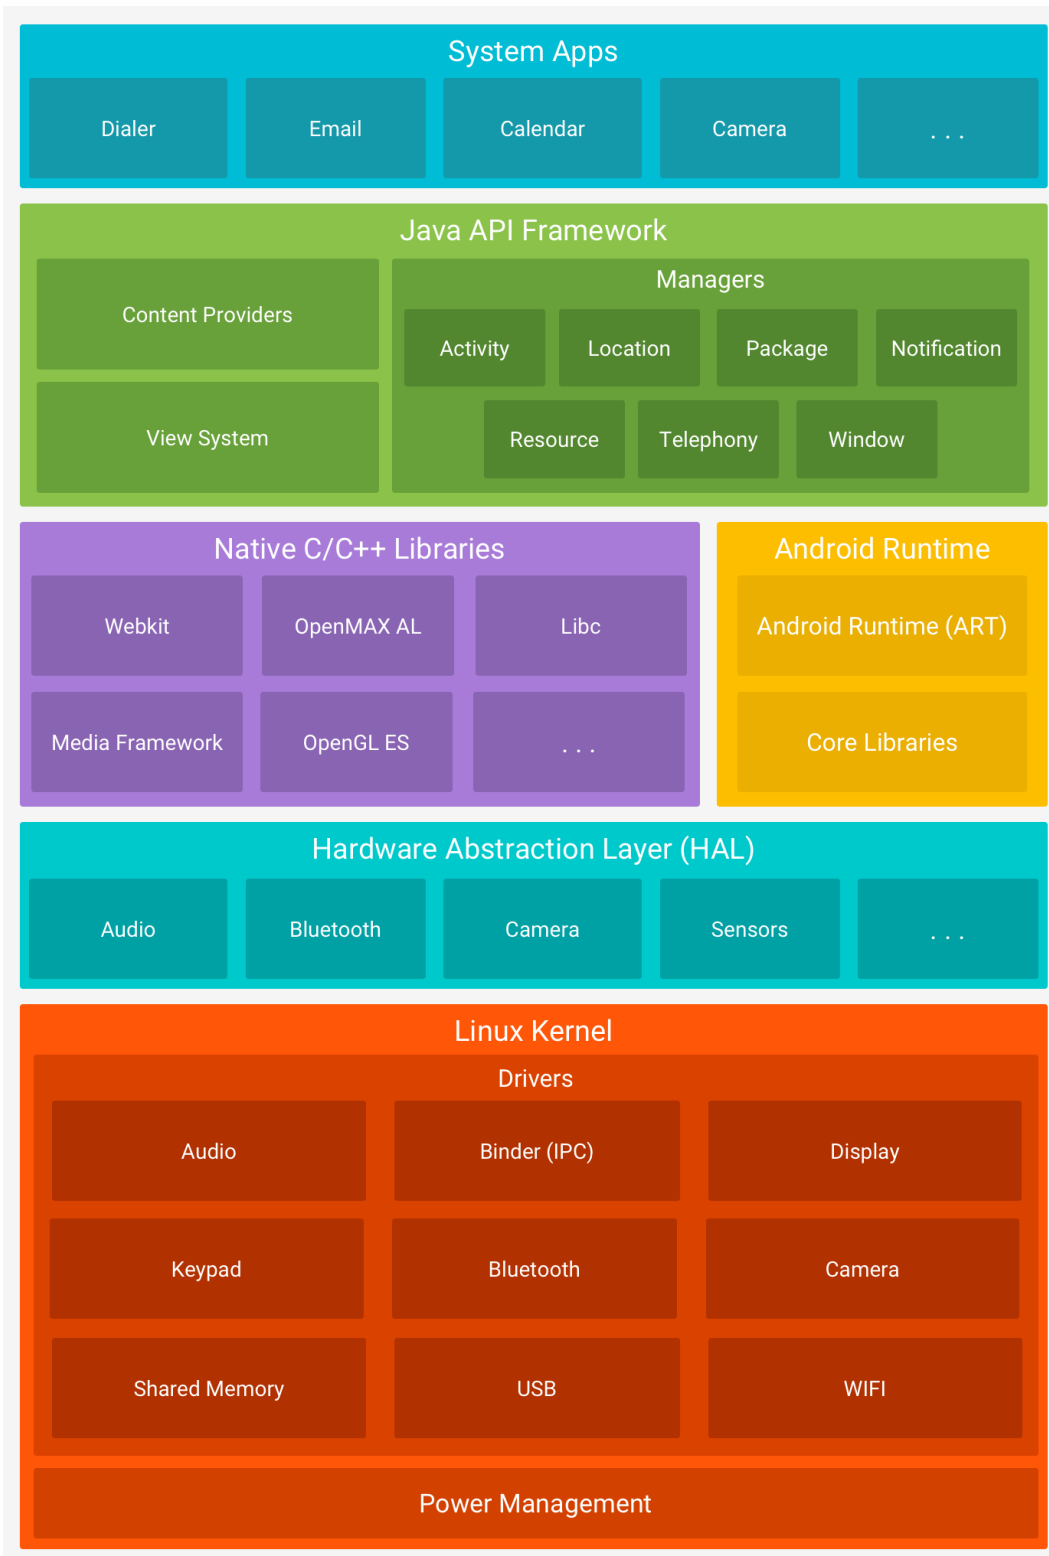 System Apps
Dialer
Email
Calendar
Camera
. . .
Java API Framework
Content Providers
View System
Managers
Activity
Location
Package
Notification
Resource
Telephony
Window
Native C/C++ Libraries
Webkit
OpenMAX AL
Libc
Media Framework
OpenGL ES
. . .
Android Runtime
Android Runtime (ART)
Core Libraries
Hardware Abstraction Layer (HAL)
Audio
Bluetooth
Camera
Sensors
. . .
Linux Kernel
Drivers
Audio
Binder (IPC)
Display
Keypad
Bluetooth
Camera
Shared Memory
USB
WIFI
Power Management